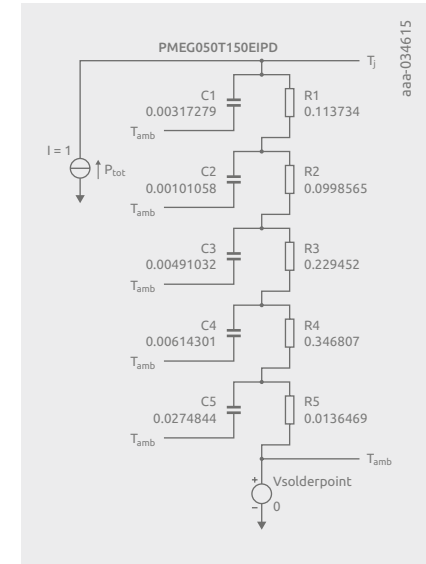 PMEG050T150EIPD
Tj
aaa-034615
C1
0.00317279
R1
0.113734
Tamb
I = 1
Ptot
C2
0.00101058
R2
0.0998565
Tamb
C3
0.00491032
R3
0.229452
Tamb
C4
0.00614301
R4
0.346807
Tamb
C5
0.0274844
R5
0.0136469
Tamb
Tamb
+
Vsolderpoint
–
0